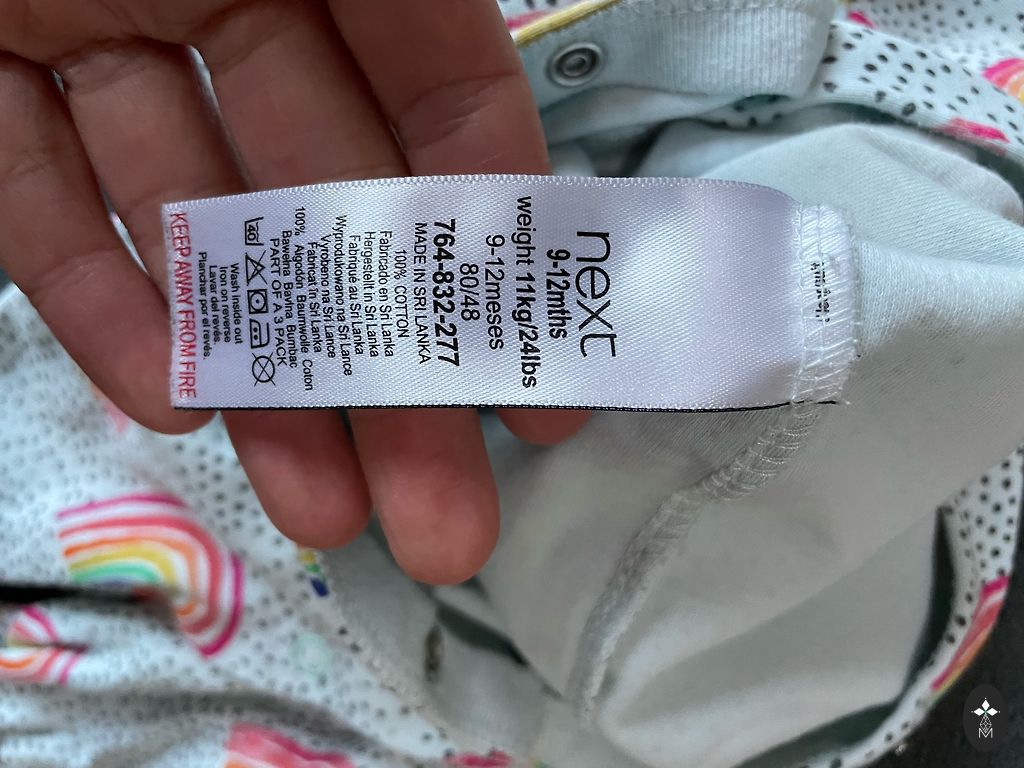 next
9-12mths
weight 11kg/24lbs
9-12meses
80/48
764-832-277
MADE IN SRI LANKA
100% COTTON
Fabricado en Sri Lanka
Hergestellt in Sri Lanka
Fabriqué au Sri Lanka
Wyprodukowano na Sri Lance
Vyrobeno na Srí Lance
Fabricat în Sri Lanka
100% Algodón Baumwolle Coton
Bawełna Bavlna Bumbac
PART OF A 3 PACK
40
Wash inside out
Iron on reverse
Lavar del revés.
Planchar por el revés.
KEEP AWAY FROM FIRE